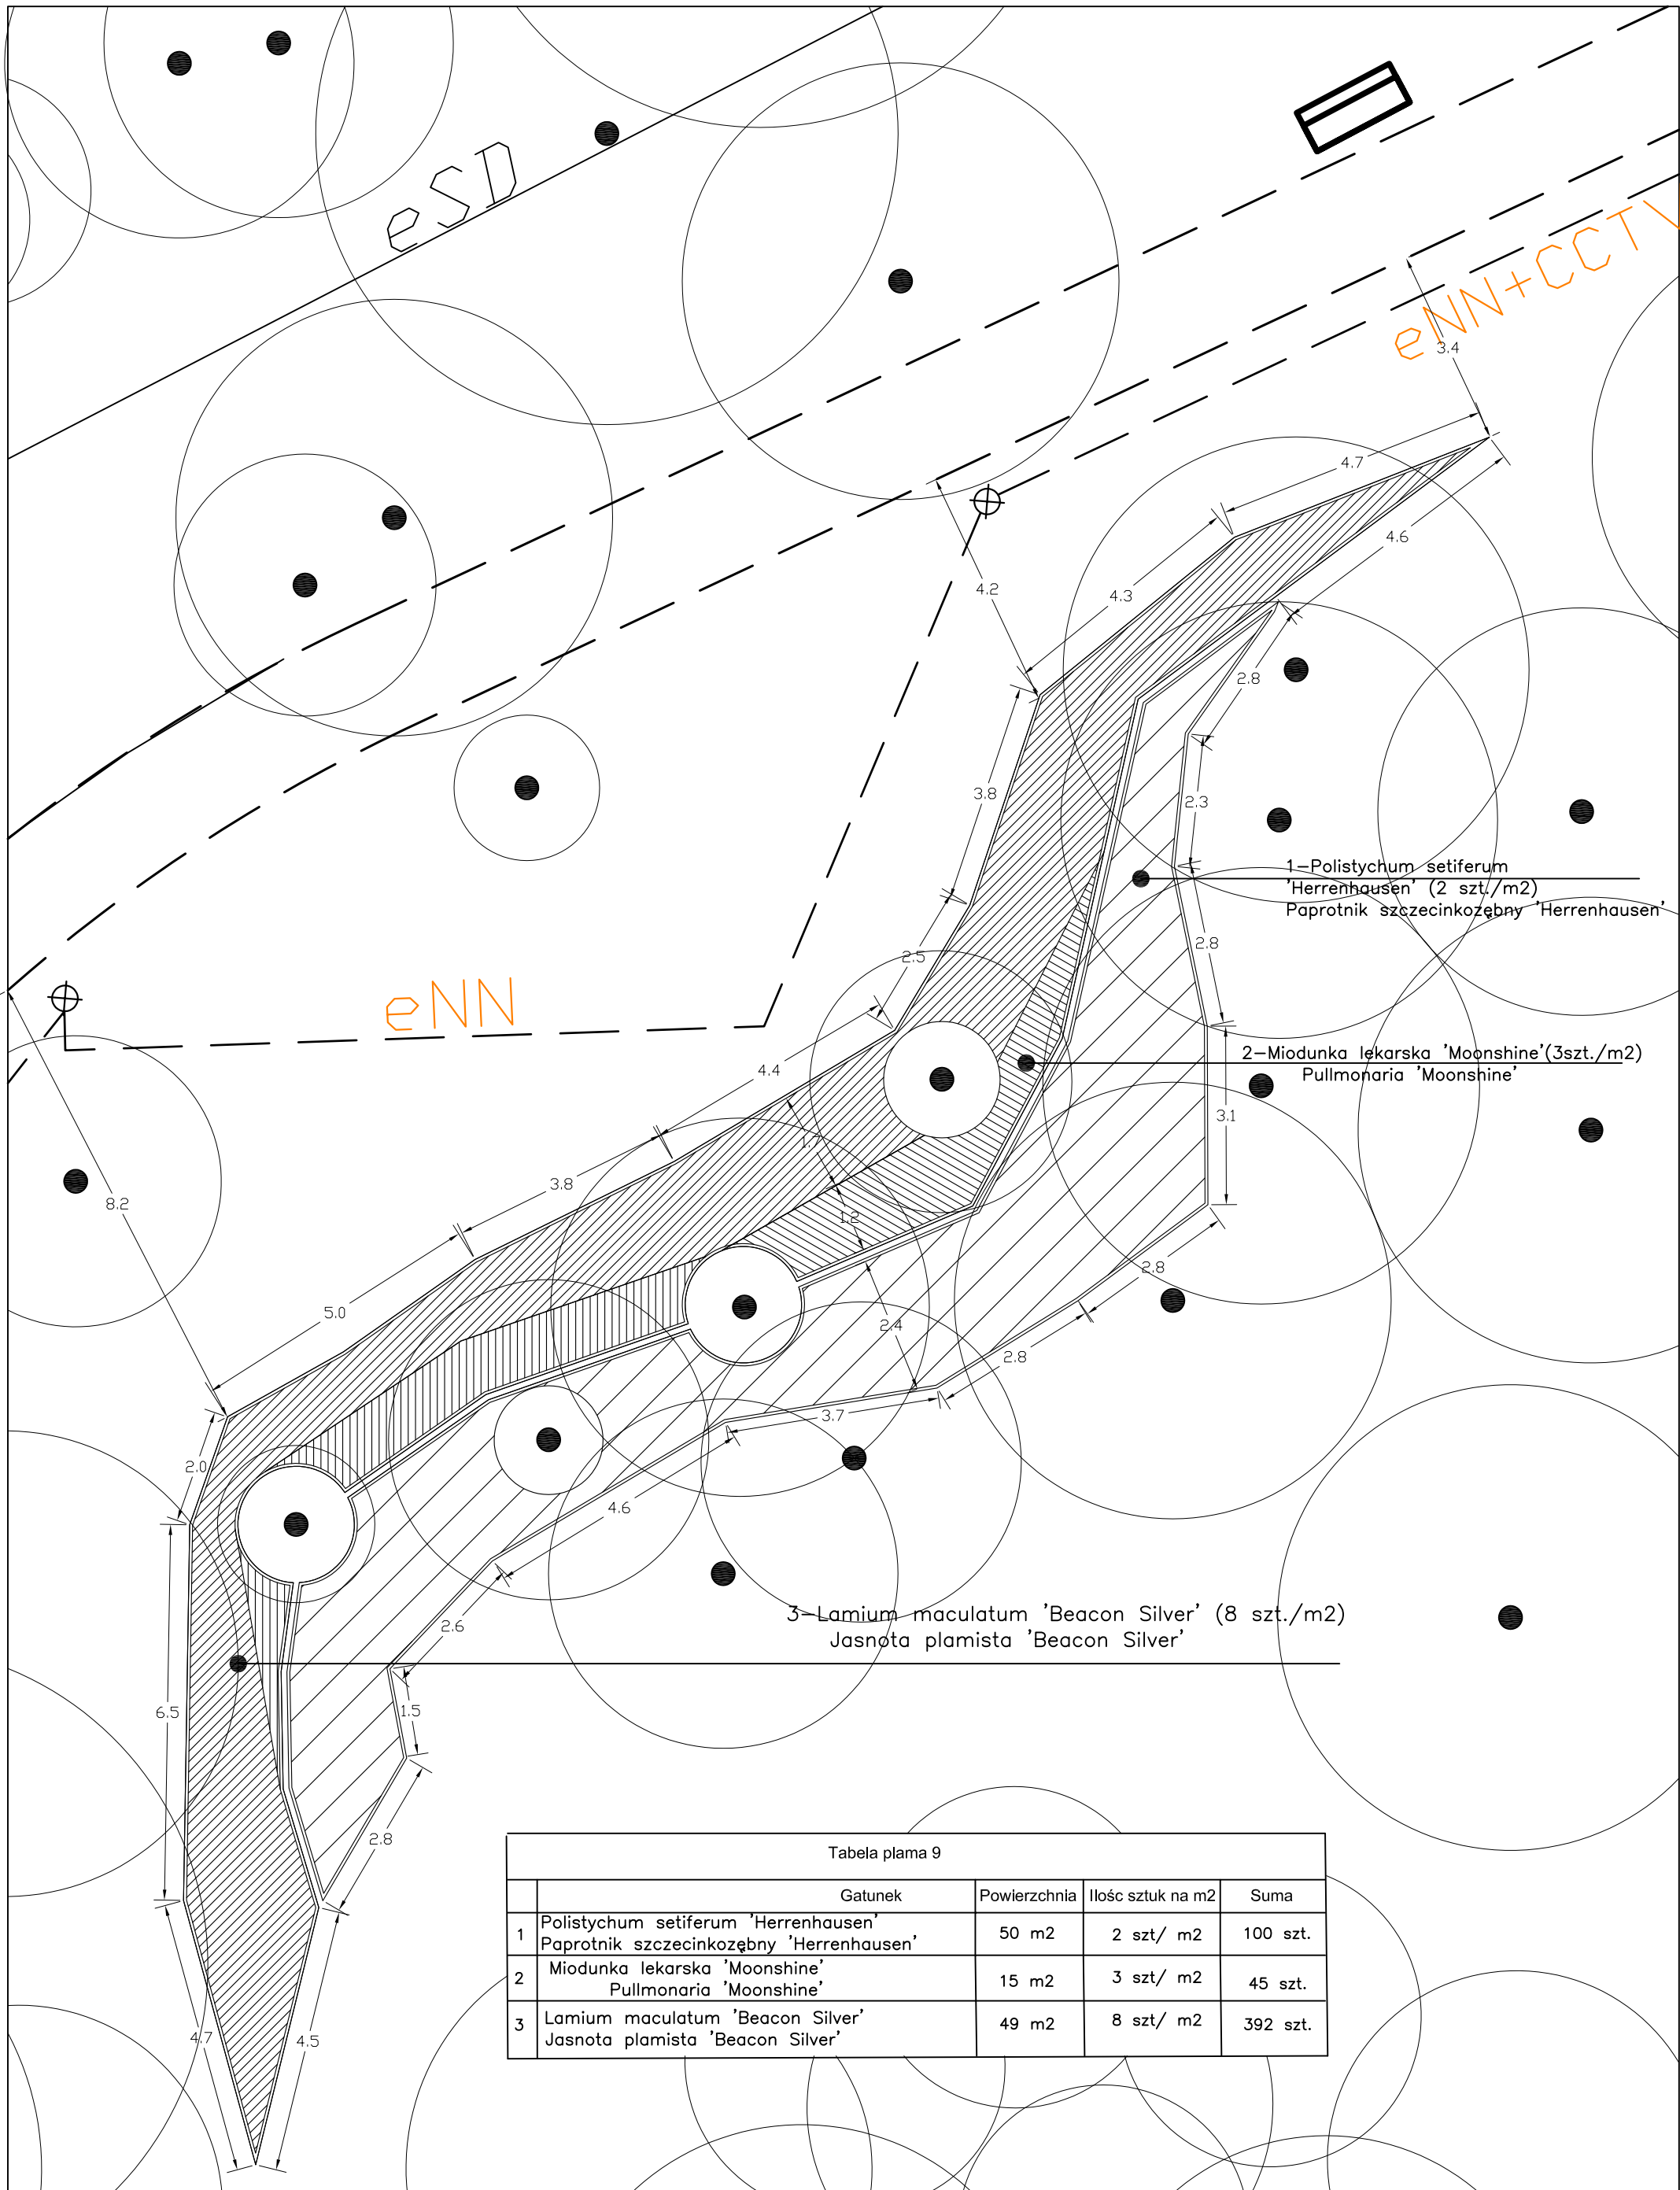 eSD
eNN+CCTV
3.4
4.7
4.6
4.2
4.3
2.8
3.8
2.3
1-Polistychum setiferum
'Herrenhausen' (2 szt./m2)
Paprotnik szczecinkozębny 'Herrenhausen'
2.5
2.8
eNN
2-Miodunka lekarska 'Moonshine'(3szt./m2)
Pullmonaria 'Moonshine'
4.4
3.1
1.7
3.8
8.2
1.2
2.8
5.0
2.4
2.8
3.7
2.0
4.6
3-Lamium maculatum 'Beacon Silver' (8 szt./m2)
Jasnota plamista 'Beacon Silver'
2.6
6.5
1.5
2.8
4.7
4.5
Tabela plama 9
Gatunek Powierzchnia Ilośc sztuk na m2 Suma
1 Polistychum setiferum 'Herrenhausen'
Paprotnik szczecinkozębny 'Herrenhausen' 50 m2 2 szt/ m2 100 szt.
2 Miodunka lekarska 'Moonshine'
Pullmonaria 'Moonshine' 15 m2 3 szt/ m2 45 szt.
3 Lamium maculatum 'Beacon Silver'
Jasnota plamista 'Beacon Silver' 49 m2 8 szt/ m2 392 szt.